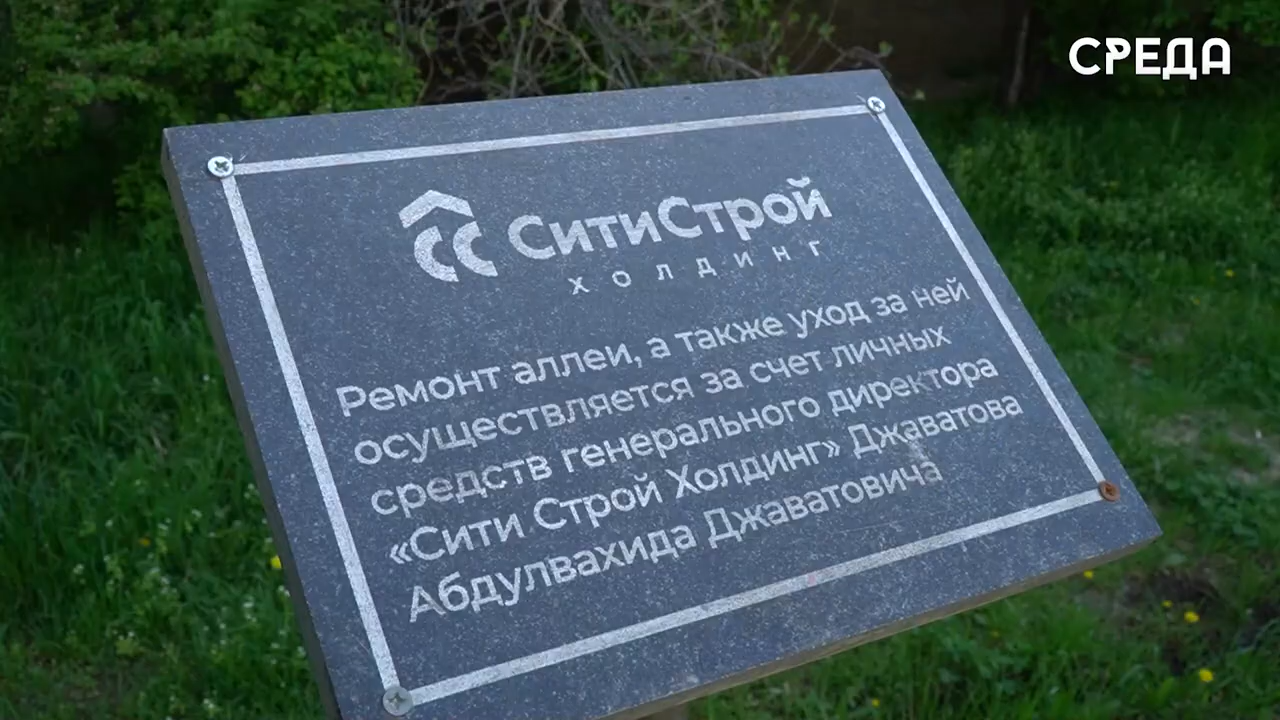 СРЕДА
СитиСтрой
ХОЛДИНГ
Ремонт аллеи, а также уход за ней
осуществляется за счет личных
средств генерального директора
«Сити Строй Холдинг» Джаватова
Абдулвахида Джаватовича